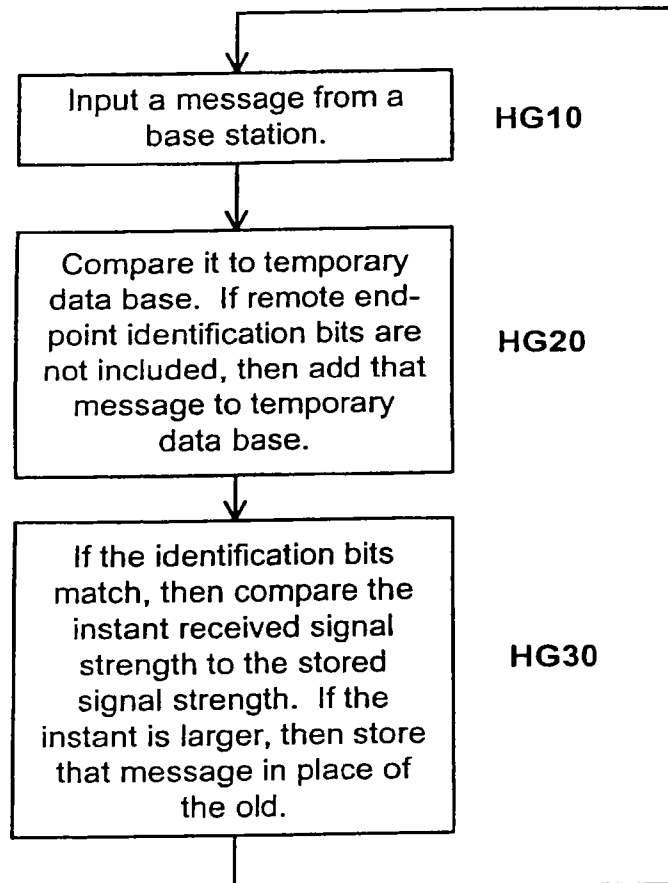 Input a message from a
base station.
HG10
Compare it to temporary
data base. If remote end-
point identification bits are
not included, then add that
message to temporary
data base.
HG20
If the identification bits
match, then compare the
instant received signal
strength to the stored
signal strength. If the
instant is larger, then store
that message in place of
the old.
HG30